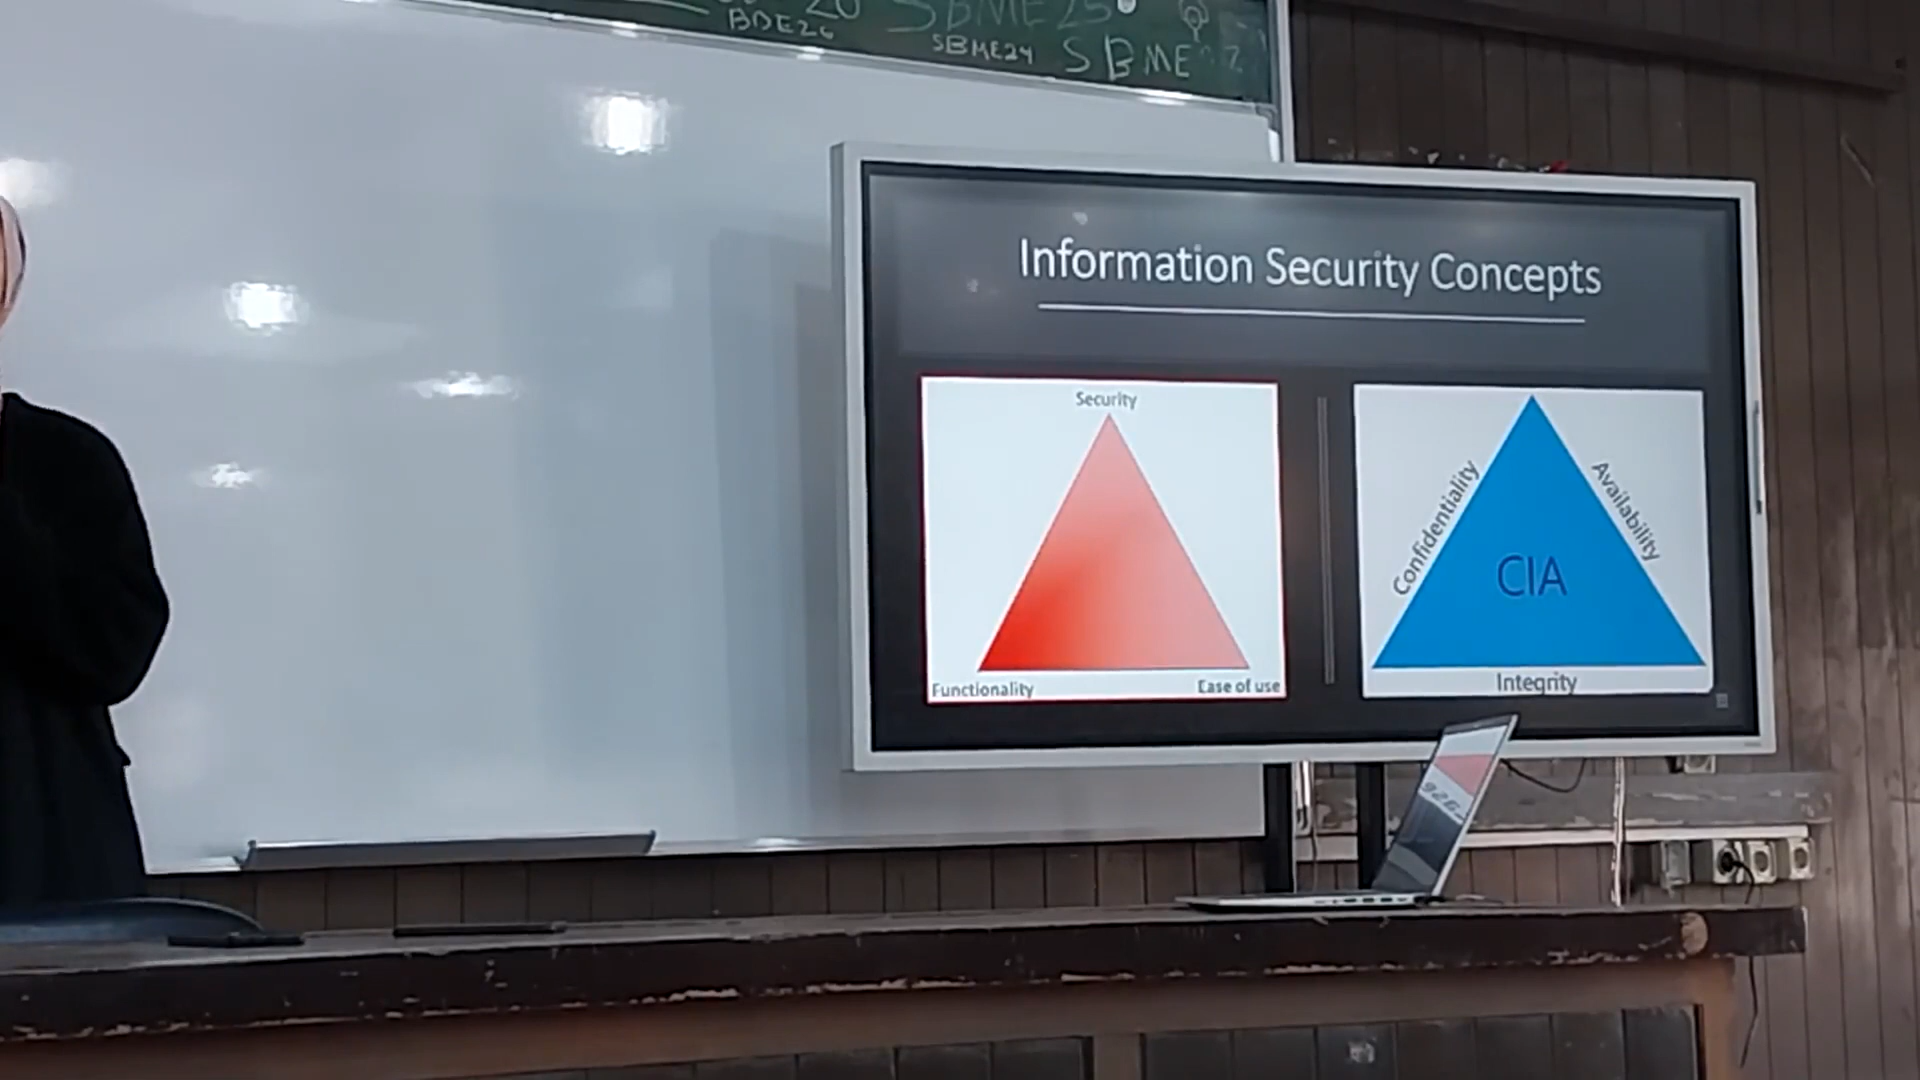 BDE26
SBME25
SBME24
SBME
Information Security Concepts
Security
Functionality
Ease of use
Confidentiality
Availability
CIA
Integrity